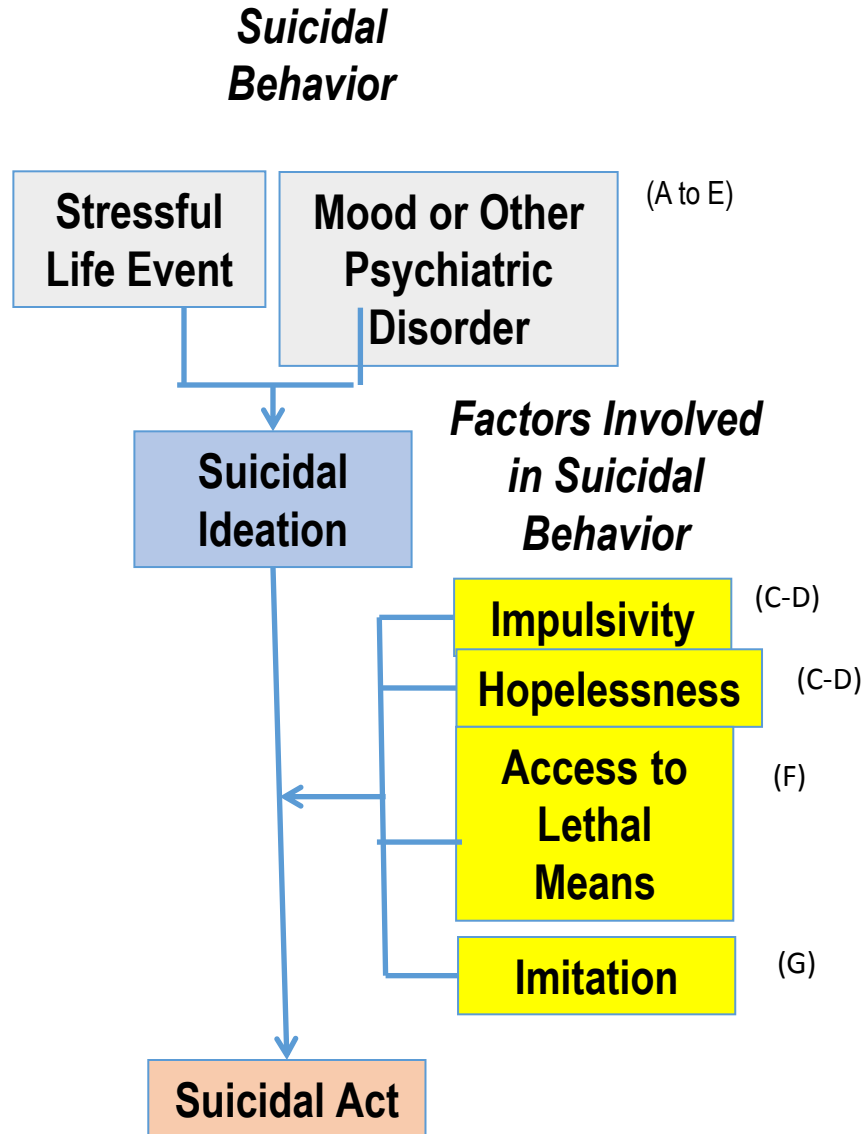 Suicidal
Behavior
Stressful
Life Event
Mood or Other
Psychiatric
Disorder
(A to E)
Suicidal
Ideation
Factors Involved
in Suicidal
Behavior
Impulsivity
(C-D)
Hopelessness
(C-D)
Access to
Lethal
Means
(F)
Imitation
(G)
Suicidal Act